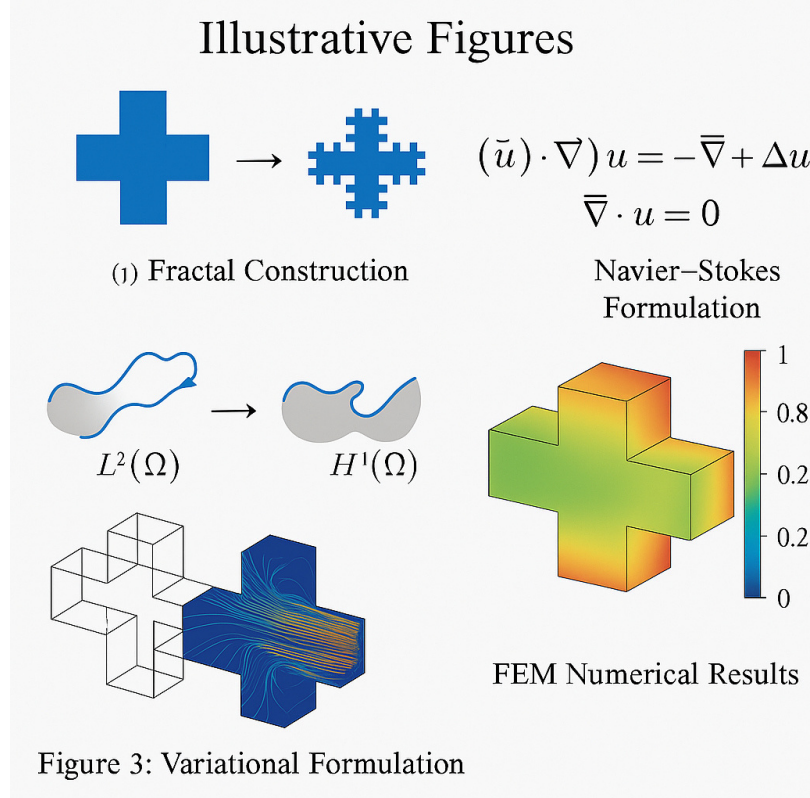 Illustrative Figures
(ŭ) · ∇⃗) u = −∇̅ + Δu
∇̅ · u = 0
(1) Fractal Construction
Navier–Stokes
Formulation
L²(Ω)
H¹(Ω)
1
0.8
0.2
0.2
0
FEM Numerical Results
Figure 3: Variational Formulation